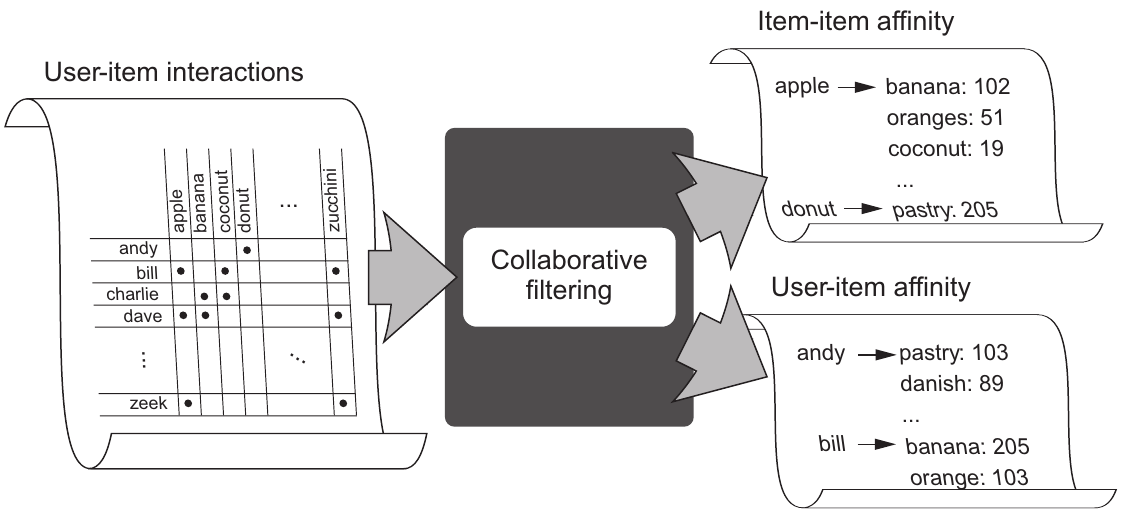 User-item interactions
apple banana coconut donut ... zucchini
andy
bill
charlie
dave
...
zeek
Collaborative
filtering
Item-item affinity
apple banana: 102
oranges: 51
coconut: 19
...
donut pastry: 205
User-item affinity
andy pastry: 103
danish: 89
...
bill banana: 205
orange: 103